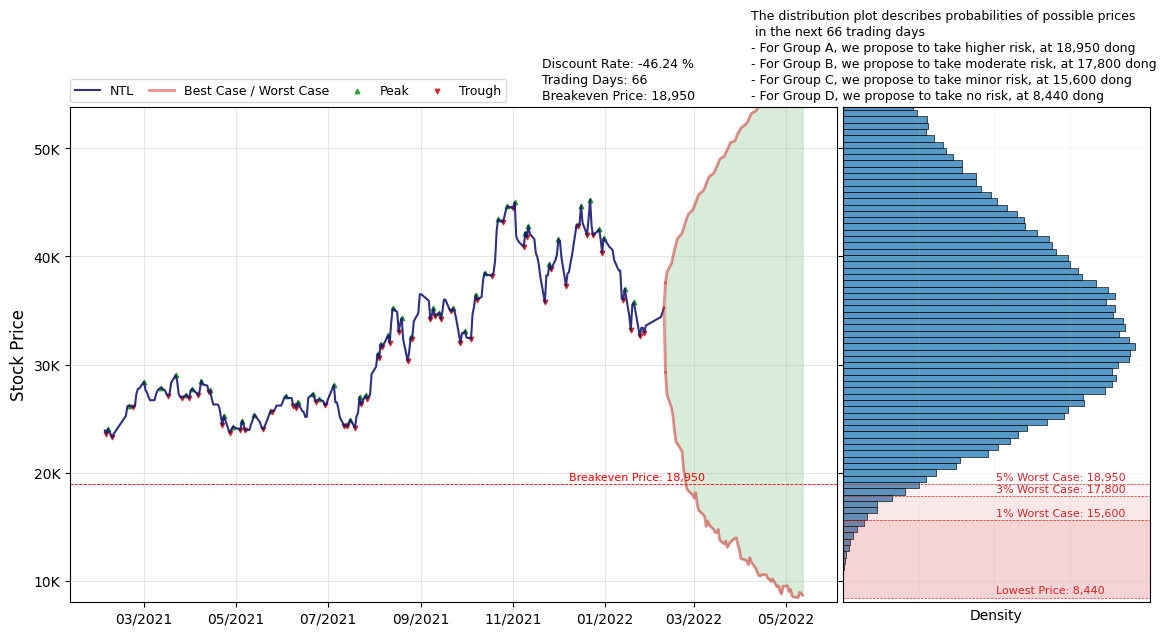 The distribution plot describes probabilities of possible prices
in the next 66 trading days
- For Group A, we propose to take higher risk, at 18,950 dong
- For Group B, we propose to take moderate risk, at 17,800 dong
- For Group C, we propose to take minor risk, at 15,600 dong
- For Group D, we propose to take no risk, at 8,440 dong
Discount Rate: -46.24 %
Trading Days: 66
Breakeven Price: 18,950
NTL Best Case / Worst Case Peak Trough
Stock Price
50K
40K
30K
20K
10K
Breakeven Price: 18,950
5% Worst Case: 18,950
3% Worst Case: 17,800
1% Worst Case: 15,600
Lowest Price: 8,440
03/2021 05/2021 07/2021 09/2021 11/2021 01/2022 03/2022 05/2022
Density